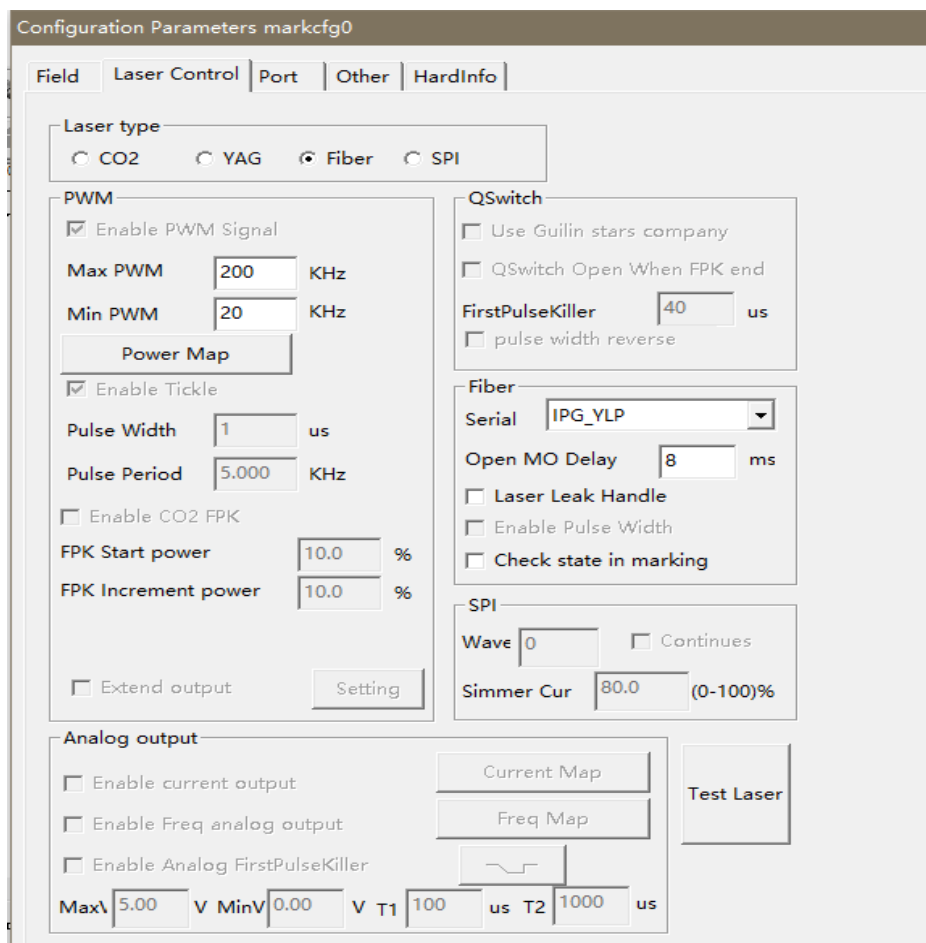 Configuration Parameters markcfg0
Field Laser Control Port Other HardInfo
Laser type
CO2 YAG Fiber SPI
PWM
Enable PWM Signal
Max PWM 200 KHz
Min PWM 20 KHz
Power Map
Enable Tickle
Pulse Width 1 us
Pulse Period 5.000 KHz
Enable CO2 FPK
FPK Start power 10.0 %
FPK Increment power 10.0 %
Extend output Setting
QSwitch
Use Guilin stars company
QSwitch Open When FPK end
FirstPulseKiller 40 us
pulse width reverse
Fiber
Serial IPG_YLP
Open MO Delay 8 ms
Laser Leak Handle
Enable Pulse Width
Check state in marking
SPI
Wave 0 Continues
Simmer Cur 80.0 (0-100)%
Analog output
Enable current output Current Map
Enable Freq analog output Freq Map
Enable Analog FirstPulseKiller
Max\ 5.00 V MinV 0.00 V T1 100 us T2 1000 us
Test Laser